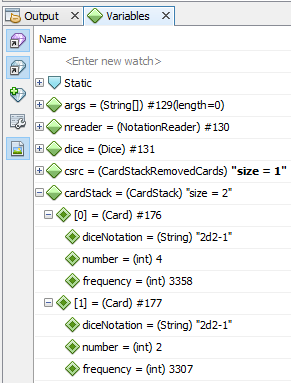 Output
Variables
Name
<Enter new watch>
Static
args = (String[]) #129(length=0)
nreader = (NotationReader) #130
dice = (Dice) #131
csrc = (CardStackRemovedCards) "size = 1"
cardStack = (CardStack) "size = 2"
[0] = (Card) #176
diceNotation = (String) "2d2-1"
number = (int) 4
frequency = (int) 3358
[1] = (Card) #177
diceNotation = (String) "2d2-1"
number = (int) 2
frequency = (int) 3307